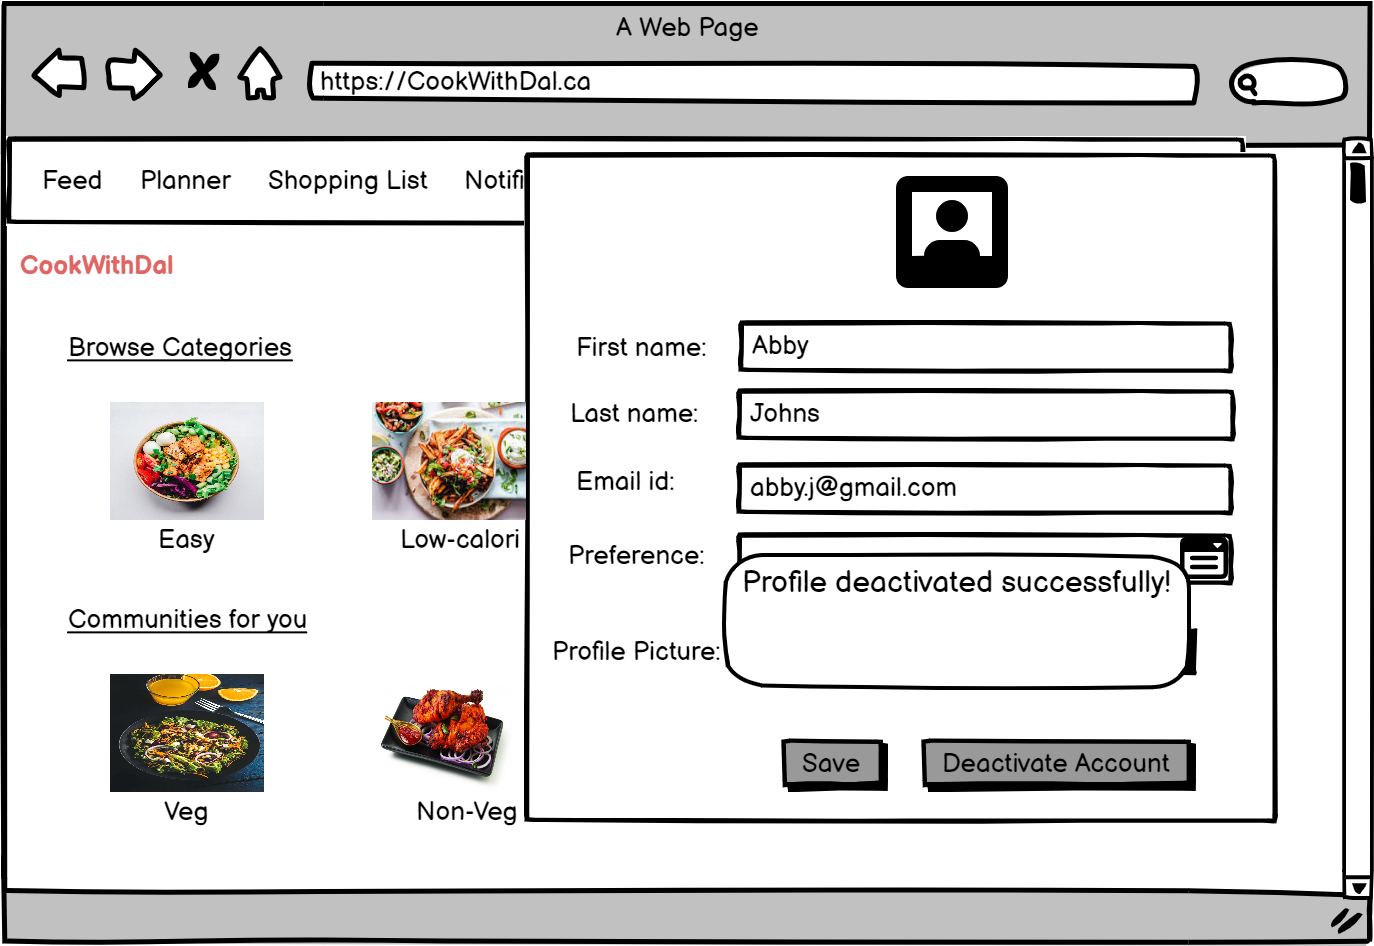 A Web Page
https://CookWithDal.ca
Feed Planner Shopping List Notifi
CookWithDal
Browse Categories
Easy
Low-calori
Communities for you
Veg
Non-Veg
First name: Abby
Last name: Johns
Email id: abby.j@gmail.com
Preference:
Profile deactivated successfully!
Profile Picture:
Save Deactivate Account